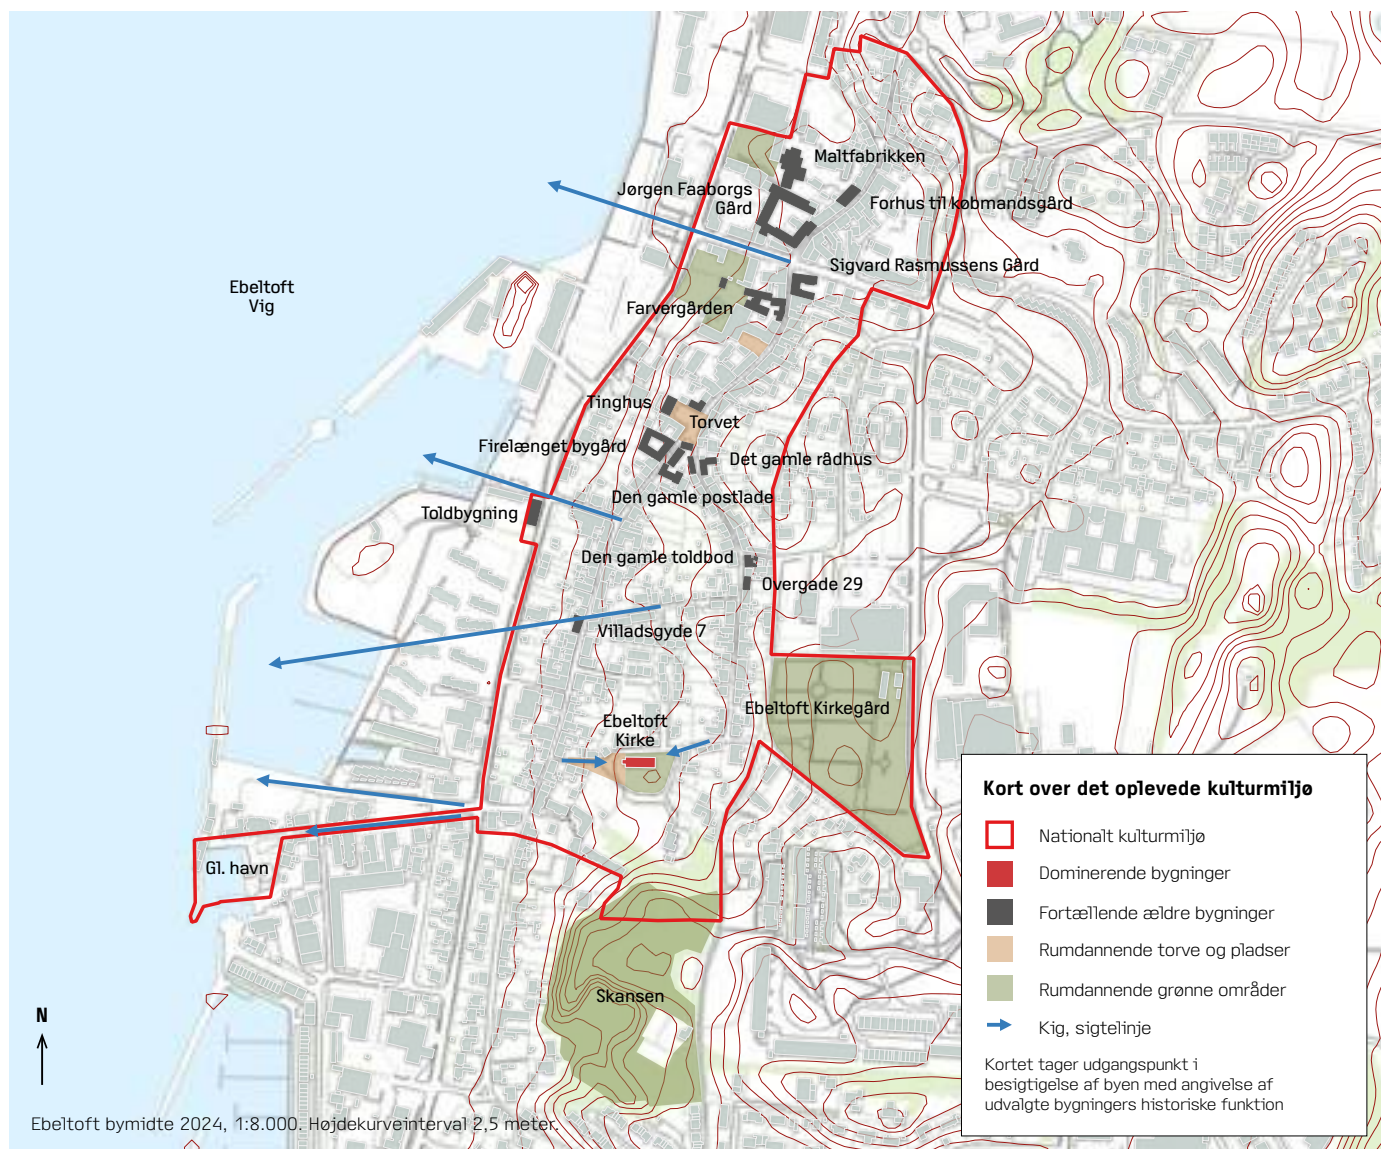 Maltfabrikken
Jørgen Faaborgs
Gård
Forhus til købmandsgård
Sigvard Rasmussens Gård
Ebeltoft
Vig
Farvergården
Tinghus
Torvet
Firelænget bygård
Det gamle rådhus
Den gamle postlade
Toldbygning
Den gamle toldbod
Overgade 29
Villadsgyde 7
Ebeltoft Kirkegård
Ebeltoft
Kirke
Gl. havn
Skansen
N
Ebeltoft bymidte 2024, 1:8.000. Højdekurveinterval 2,5 meter.
Kort over det oplevede kulturmiljø
Nationalt kulturmiljø
Dominerende bygninger
Fortællende ældre bygninger
Rumdannende torve og pladser
Rumdannende grønne områder
Kig, sigtelinje
Kortet tager udgangspunkt i
besigtigelse af byen med angivelse af
udvalgte bygningers historiske funktion